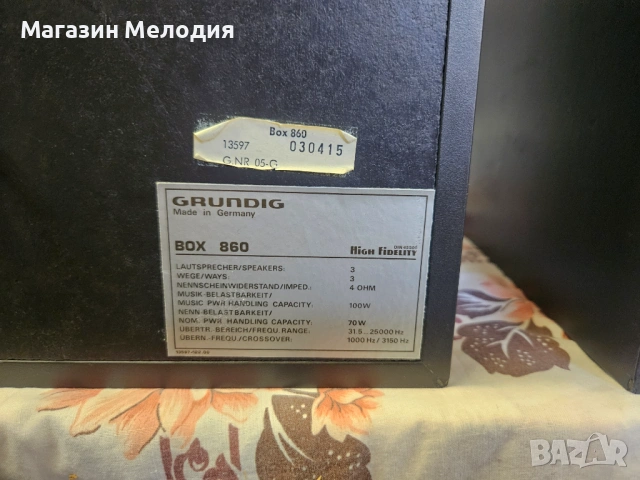 Магазин Мелодия
Box 860
13597 030415
G.NR 05-G
GRUNDIG
Made in Germany
BOX 860 High Fidelity
LAUTSPRECHER/SPEAKERS: 3
WEGE/WAYS: 3
NENNSCHEINWIDERSTAND/IMPED.: 4 OHM
MUSIK-BELASTBARKEIT/
MUSIC PWR HANDLING CAPACITY: 100W
NENN-BELASTBARKEIT/
NOM. PWR HANDLING CAPACITY: 70W
ÜBERTR. BEREICH/FREQU. RANGE: 31.5...25000 Hz
ÜBERN.-FREQU./CROSSOVER: 1000 Hz / 3150 Hz
BAZAR